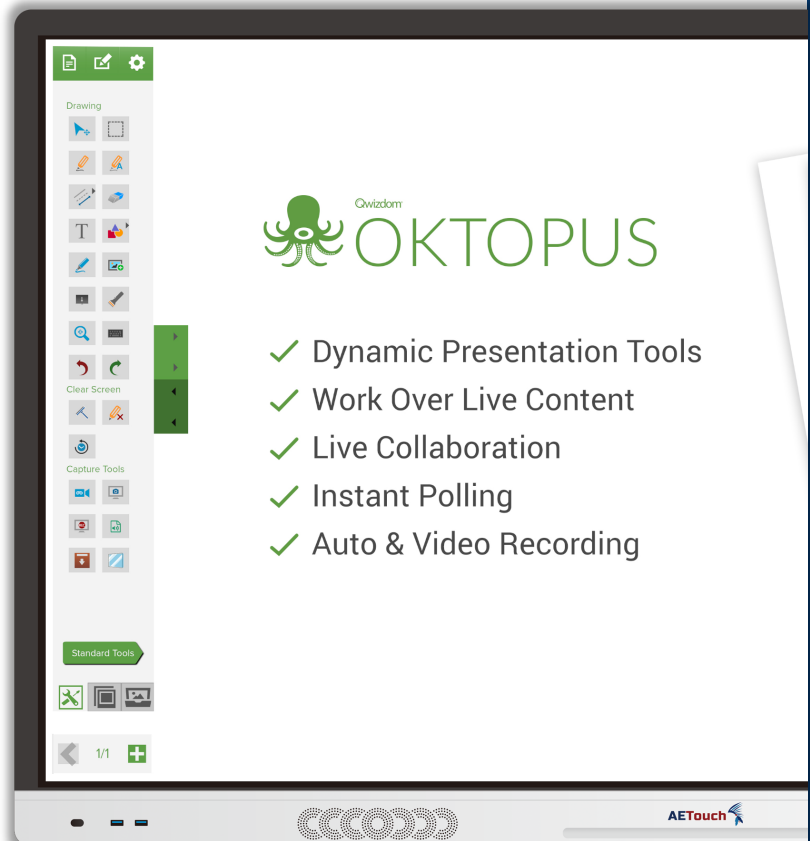 Drawing
Clear Screen
Capture Tools
Standard Tools
1/1
Qwizdom
OKTOPUS
Dynamic Presentation Tools
Work Over Live Content
Live Collaboration
Instant Polling
Auto & Video Recording
AETouch